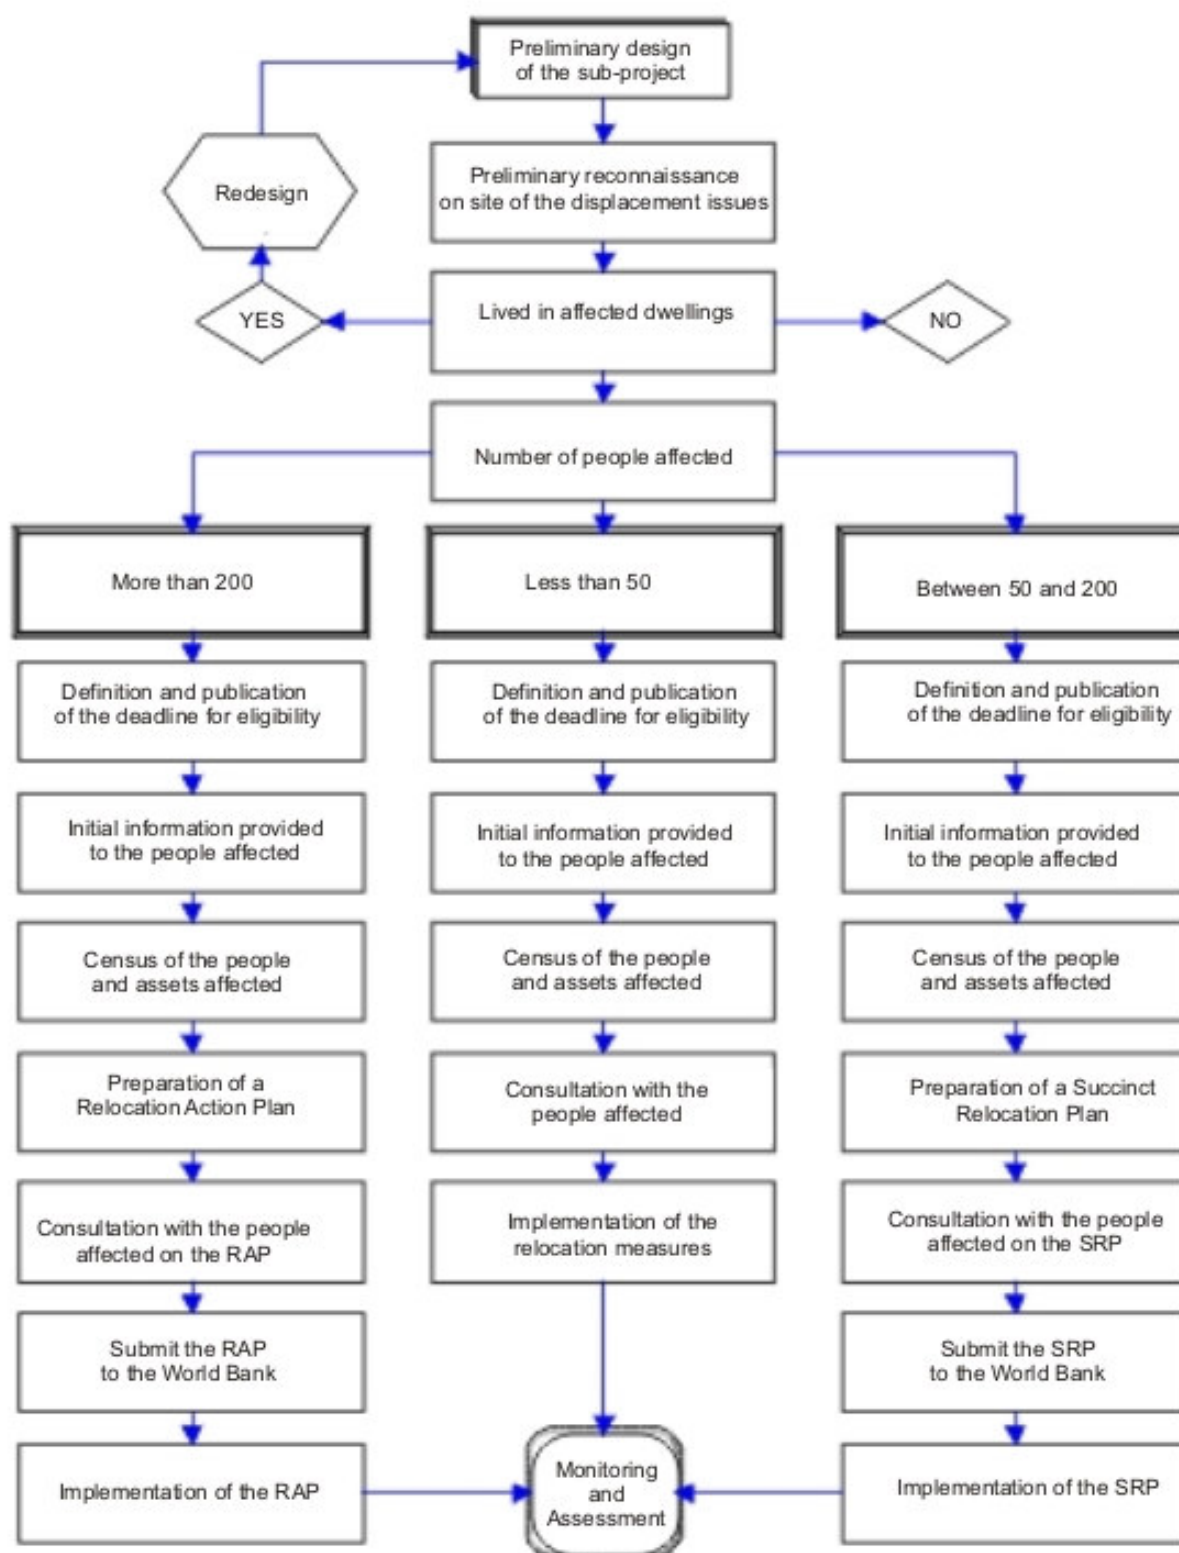 Preliminary design
of the sub-project
Redesign
Preliminary reconnaissance
on site of the displacement issues
YES
Lived in affected dwellings
NO
Number of people affected
More than 200
Less than 50
Between 50 and 200
Definition and publication
of the deadline for eligibility
Definition and publication
of the deadline for eligibility
Definition and publication
of the deadline for eligibility
Initial information provided
to the people affected
Initial information provided
to the people affected
Initial information provided
to the people affected
Census of the people
and assets affected
Census of the people
and assets affected
Census of the people
and assets affected
Preparation of a
Relocation Action Plan
Consultation with the
people affected
Preparation of a Succinct
Relocation Plan
Consultation with the people
affected on the RAP
Implementation of the
relocation measures
Consultation with the people
affected on the SRP
Submit the RAP
to the World Bank
Submit the SRP
to the World Bank
Implementation of the RAP
Monitoring
and
Assessment
Implementation of the SRP